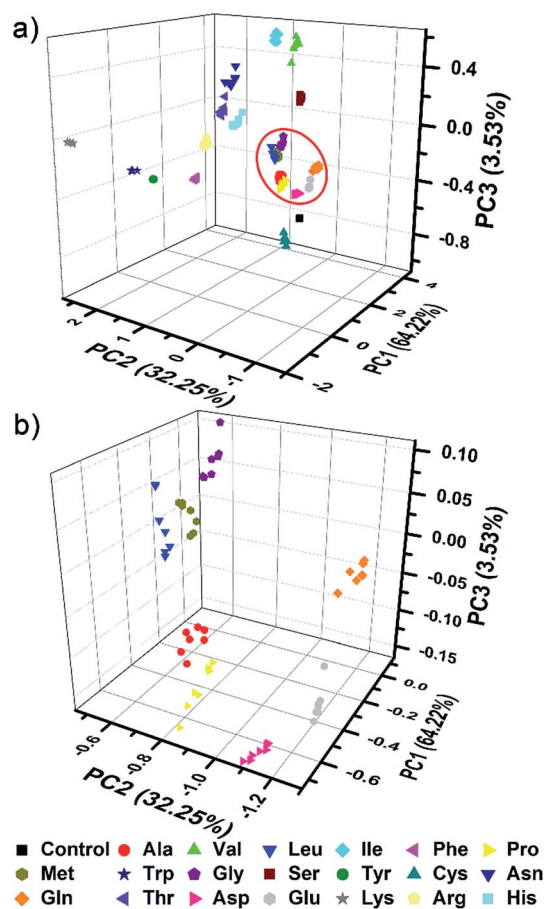 a)
0.4
0.0
-0.4
-0.8
PC3 (3.53%)
4
2
0
-2
PC1 (64.22%)
2
1
0
-1
PC2 (32.25%)
b)
0.10
0.05
0.00
-0.05
-0.10
-0.15
PC3 (3.53%)
0.0
-0.2
-0.4
-0.6
PC1 (64.22%)
-0.6
-0.8
-1.0
-1.2
PC2 (32.25%)
Control Ala Val Leu Ile Phe Pro
Met Trp Gly Ser Tyr Cys Asn
Gln Thr Asp Glu Lys Arg His